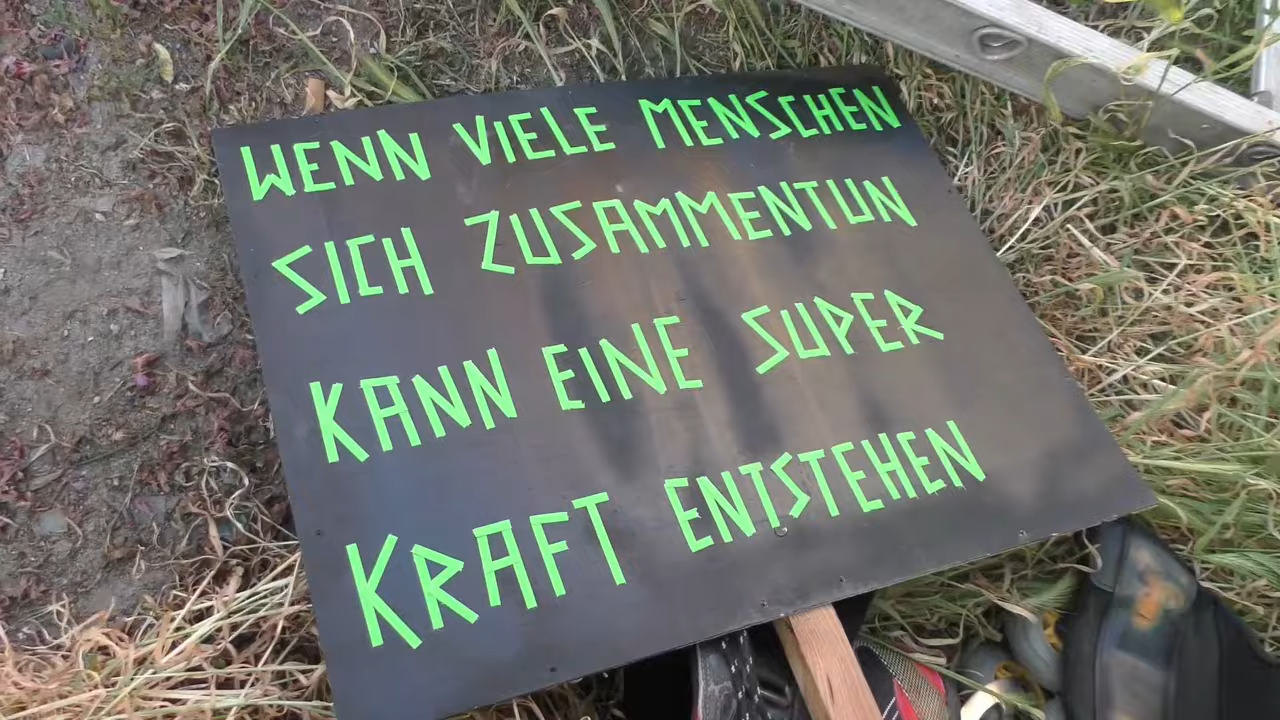 WENN VIELE MENSCHEN
SICH ZUSAMMENTUN
KANN EINE SUPER
KRAFT ENTSTEHEN